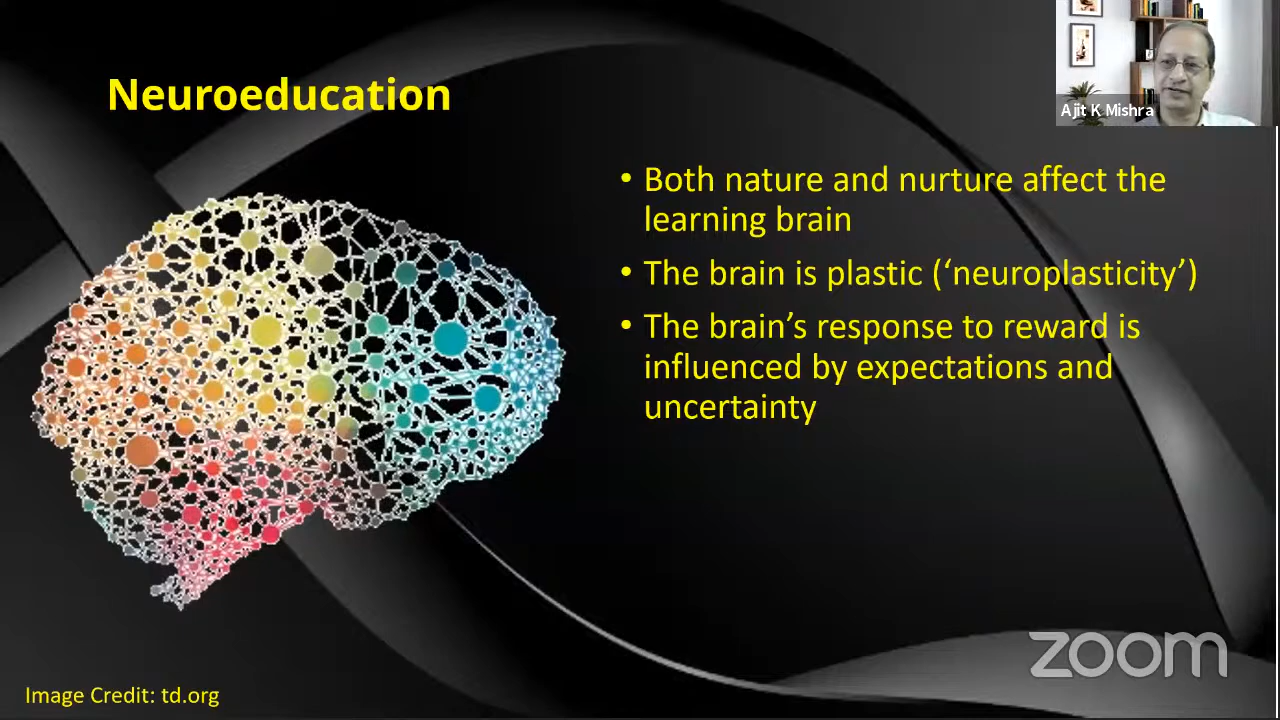 Neuroeducation
Ajit K Mishra
• Both nature and nurture affect the
learning brain
• The brain is plastic (‘neuroplasticity’)
• The brain’s response to reward is
influenced by expectations and
uncertainty
zoom
Image Credit: td.org